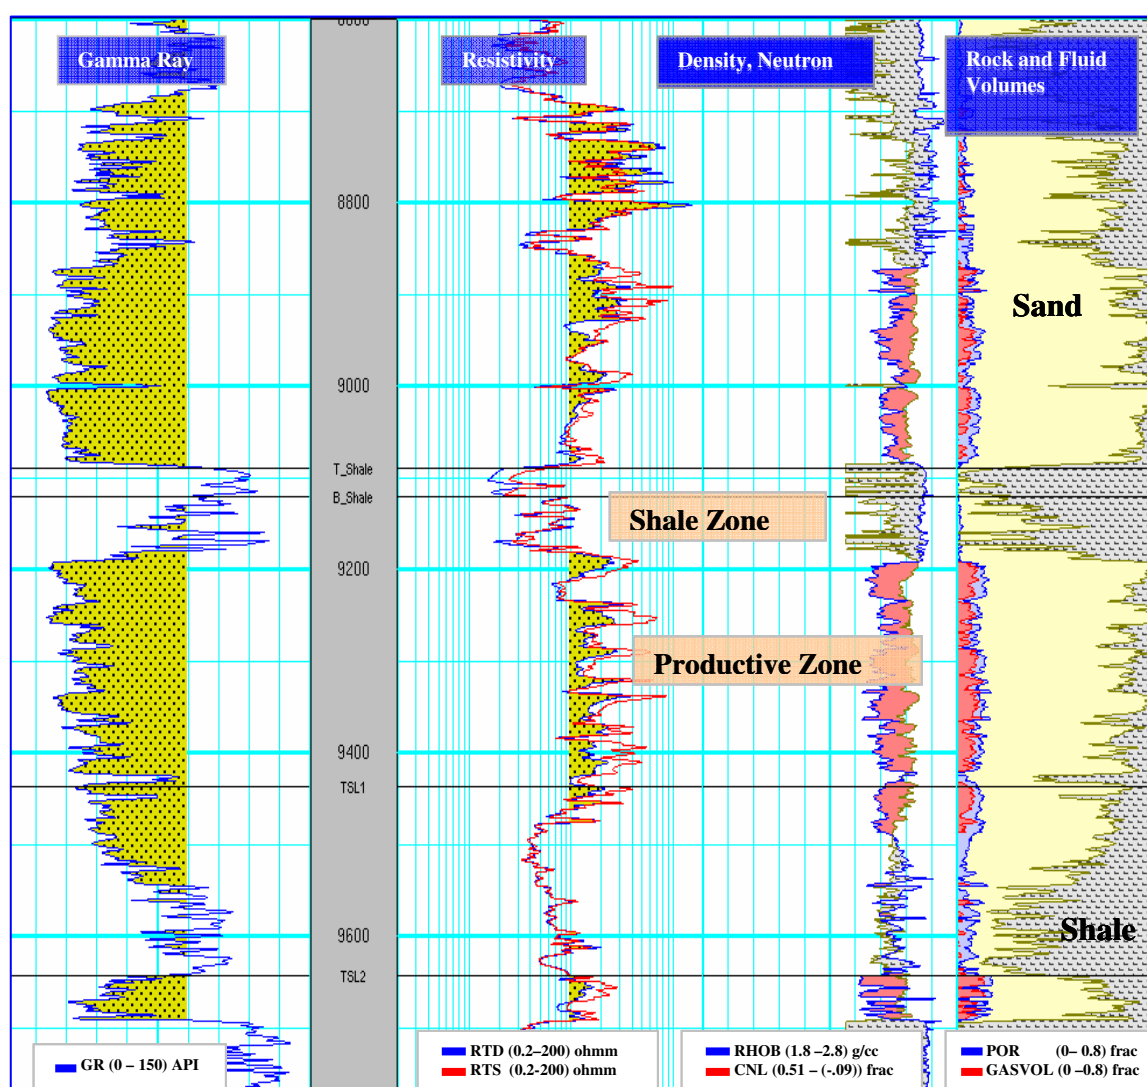 Gamma Ray
Resistivity
Density, Neutron
Rock and Fluid
Volumes
8800
Sand
9000
T_Shale
B_Shale
Shale Zone
9200
Productive Zone
9400
TSL1
9600
Shale
TSL2
GR (0 – 150) API
RTD (0.2–200) ohmm
RTS (0.2-200) ohmm
RHOB (1.8 –2.8) g/cc
CNL (0.51 – (-.09)) frac
POR (0– 0.8) frac
GASVOL (0 –0.8) frac